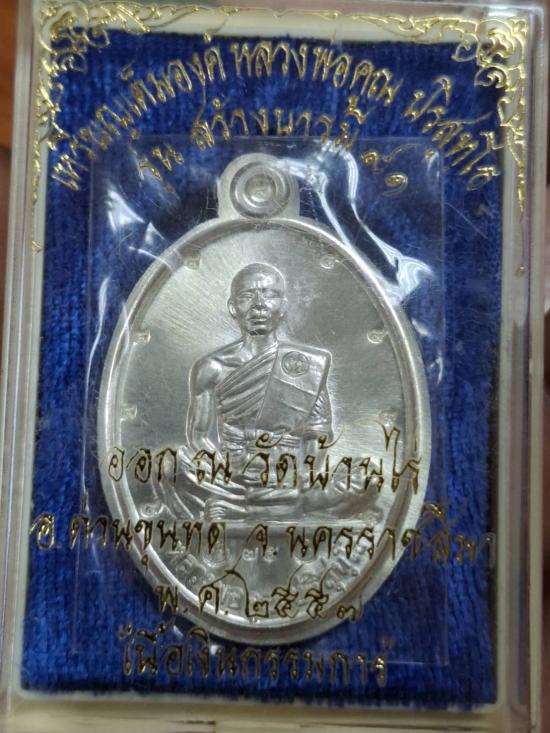 เหรียญเต็มองค์ หลวงพ่อคูณ ปริสุทโธ
รุ่น สร้างบารมี
ออก ณ วัดบ้านไร่
อ.ด่านขุนทด จ.นครราชสีมา
พ.ศ.๒๕๕๗
เนื้อเงินกรรมการ